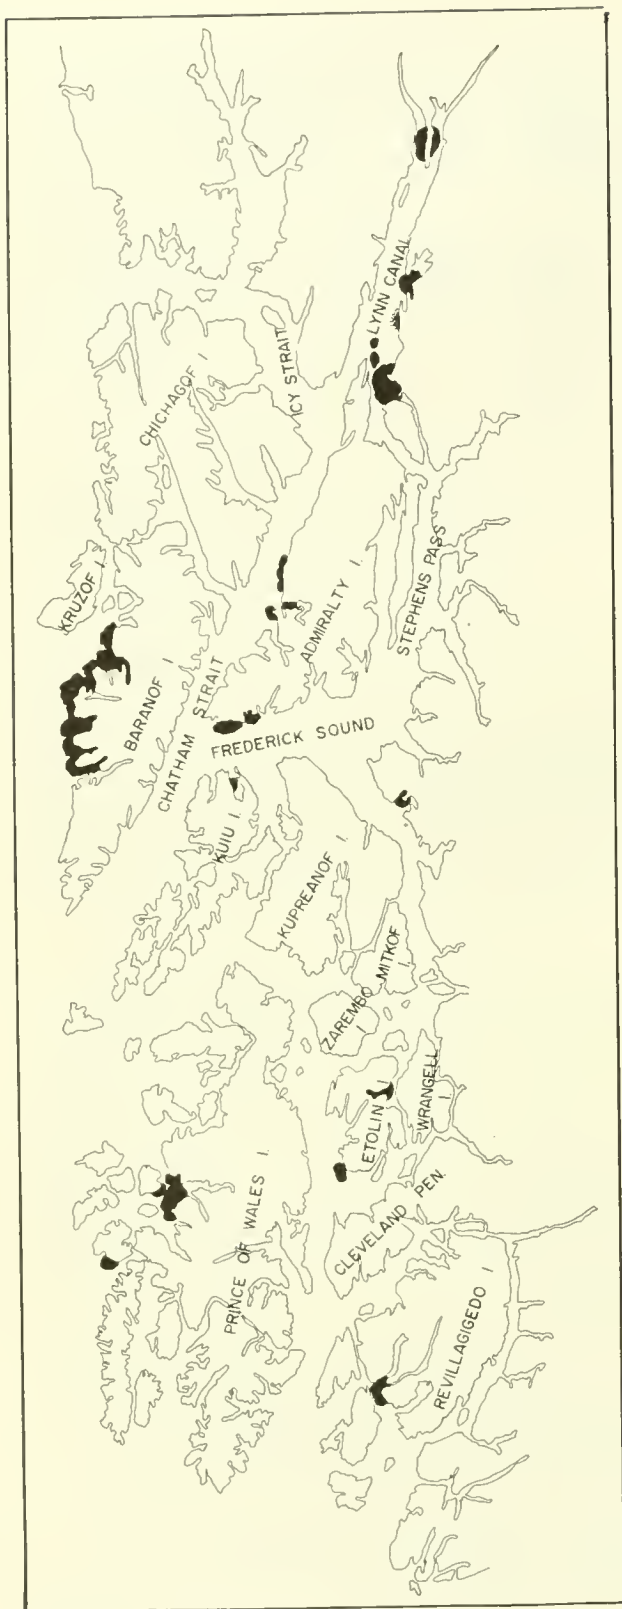 LYNN CANAL
ICY STRAIT
CHICHAGOF I.
KRUZOF I.
ADMIRALTY I.
STEPHENS PASS
BARANOF I
CHATHAM STRAIT
FREDERICK SOUND
KUIU I.
KUPREANOF I.
MITKOF
I.
ZAREMBO
I
WRANGELL
I.
ETOLIN I.
PRINCE OF WALES I.
CLEVELAND PEN.
REVILLAGIGEDO I